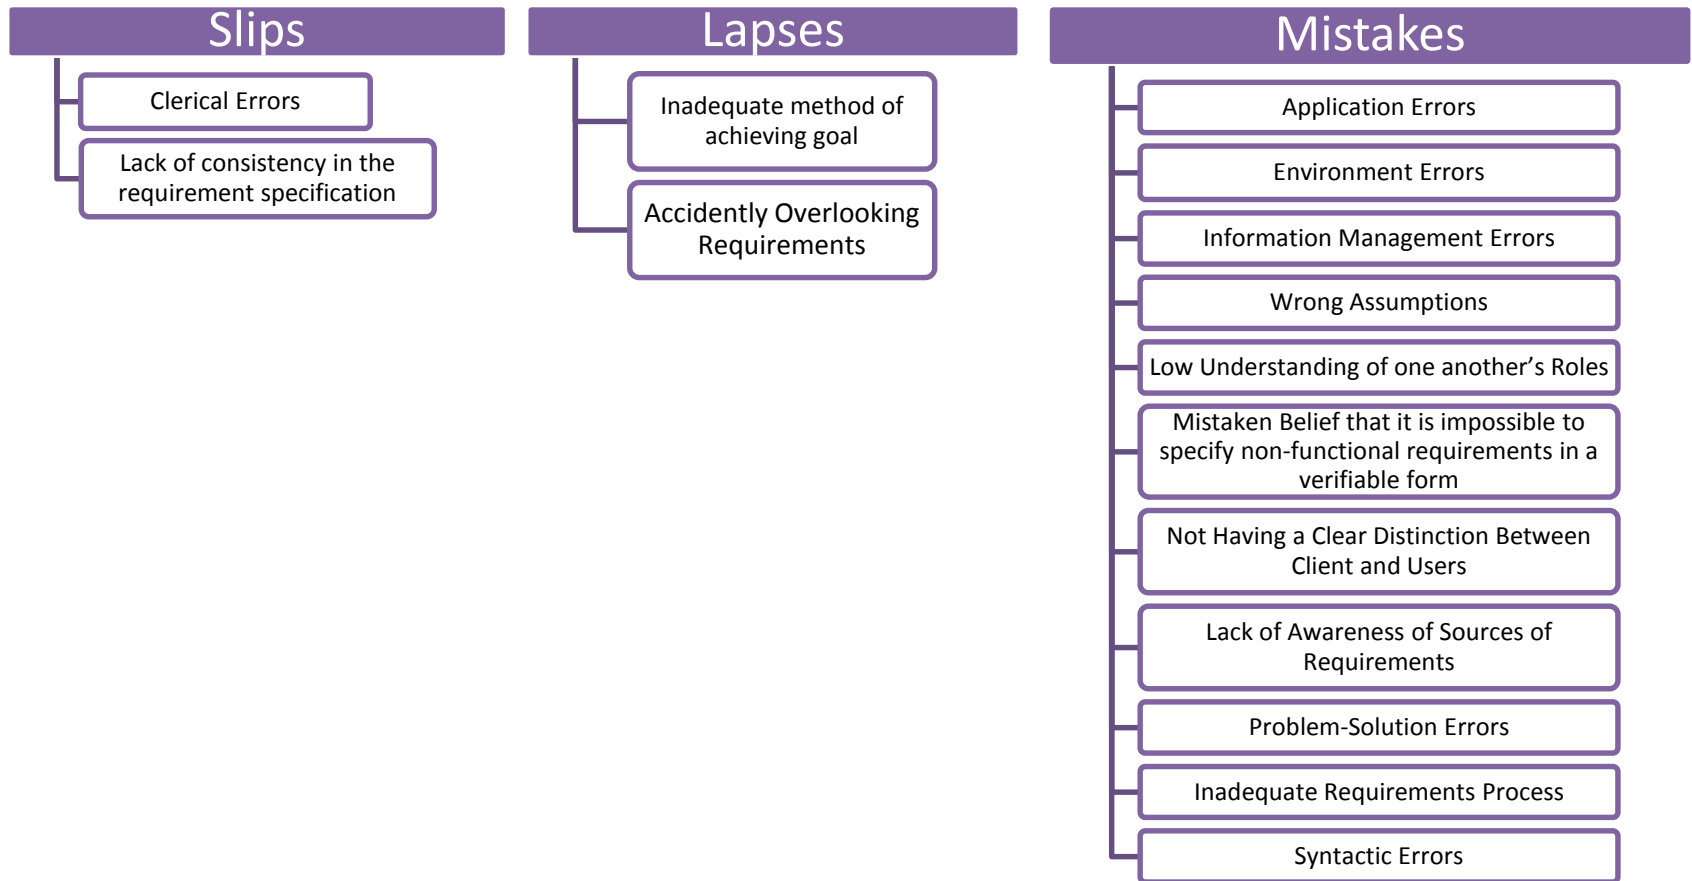 Slips
Clerical Errors
Lack of consistency in the
requirement specification
Lapses
Inadequate method of
achieving goal
Accidently Overlooking
Requirements
Mistakes
Application Errors
Environment Errors
Information Management Errors
Wrong Assumptions
Low Understanding of one another’s Roles
Mistaken Belief that it is impossible to
specify non-functional requirements in a
verifiable form
Not Having a Clear Distinction Between
Client and Users
Lack of Awareness of Sources of
Requirements
Problem-Solution Errors
Inadequate Requirements Process
Syntactic Errors